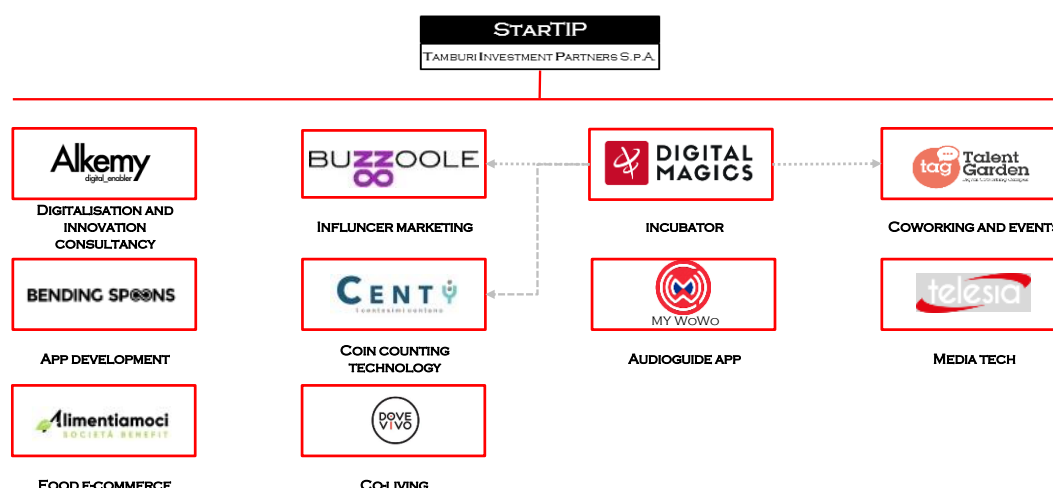 STARTIP
TAMBURI INVESTMENT PARTNERS S.P.A.
Alkemy
digital_enabler
BUZZOOLE
DIGITAL
MAGICS
tag
Talent
Garden
DIGITALISATION AND
INNOVATION
CONSULTANCY
INFLUNCER MARKETING
INCUBATOR
COWORKING AND EVENTS
BENDING SPOONS
CENTY
i centesimi contano
MY WOWO
telesia
APP DEVELOPMENT
COIN COUNTING
TECHNOLOGY
AUDIOGUIDE APP
MEDIA TECH
Alimentiamoci
SOCIETÀ BENEFIT
DOVE
VIVO
FOOD E-COMMERCE
CO-LIVING